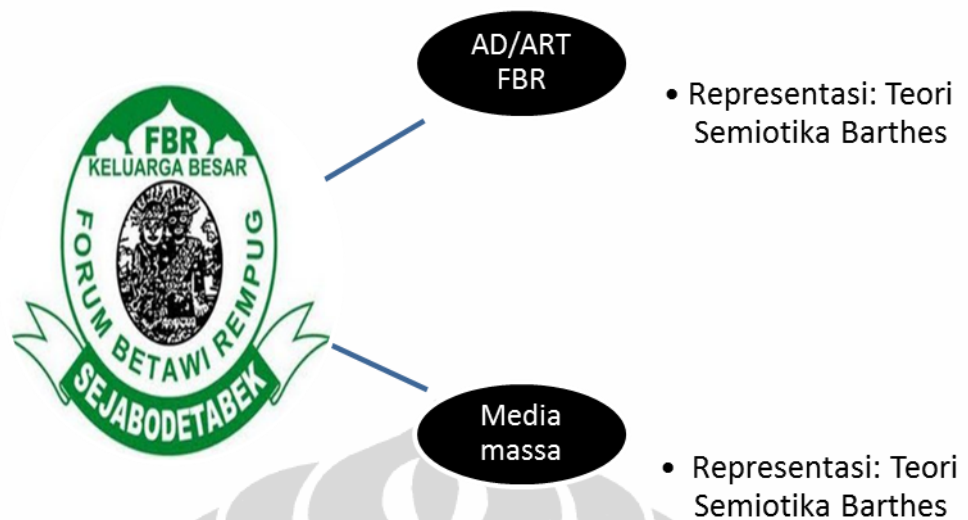 AD/ART
FBR
• Representasi: Teori
Semiotika Barthes
FBR
KELUARGA BESAR
FORUM BETAWI REMPUG
SEJABODETABEK
Media
massa
• Representasi: Teori
Semiotika Barthes